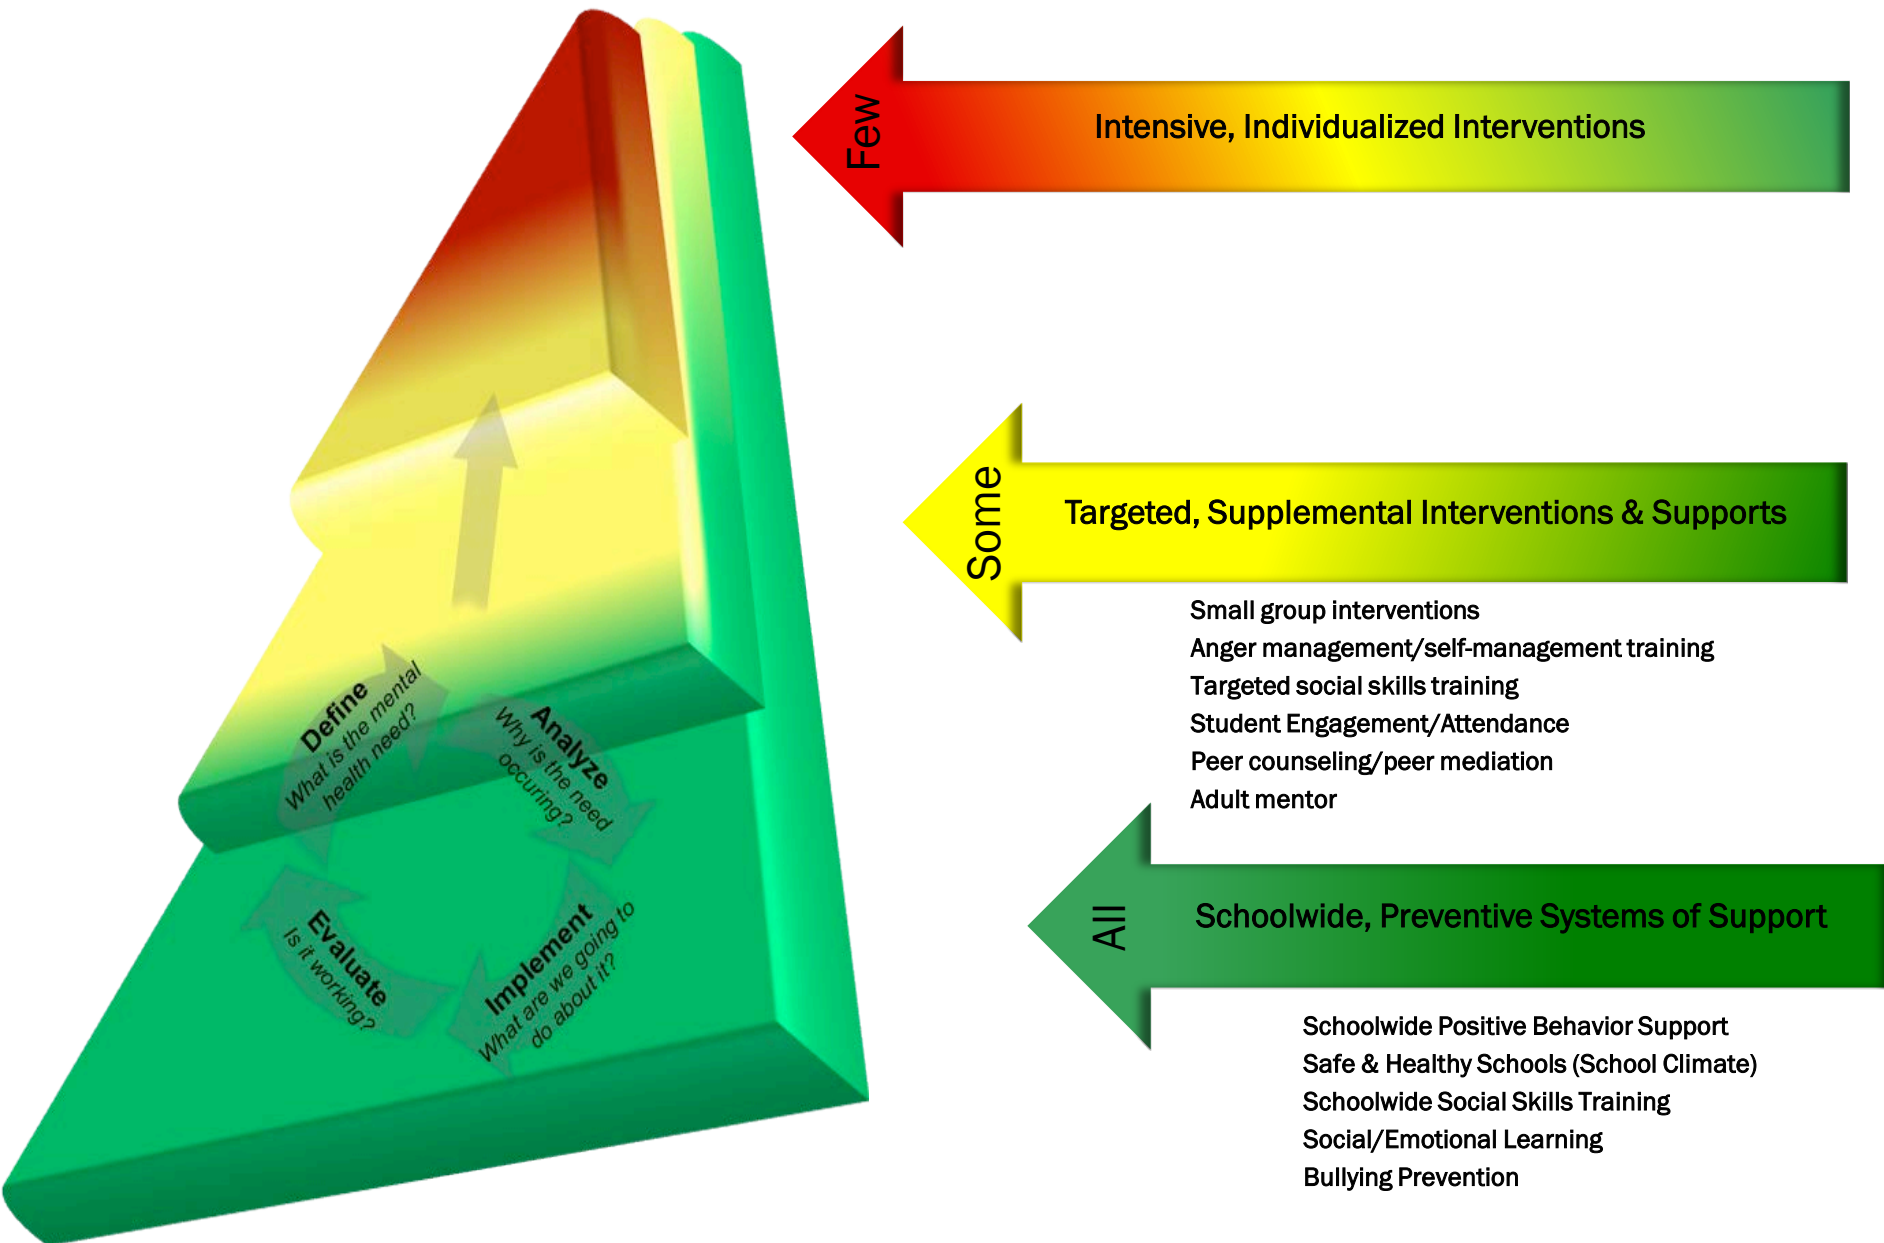 Few
Intensive, Individualized Interventions
Some
Targeted, Supplemental Interventions & Supports
Small group interventions
Anger management/self-management training
Targeted social skills training
Student Engagement/Attendance
Peer counseling/peer mediation
Adult mentor
All
Schoolwide, Preventive Systems of Support
Schoolwide Positive Behavior Support
Safe & Healthy Schools (School Climate)
Schoolwide Social Skills Training
Social/Emotional Learning
Bullying Prevention
Define
What is the mental
health need?
Analyze
Why is the need
occuring?
Implement
What are we going to
do about it?
Evaluate
Is it working?